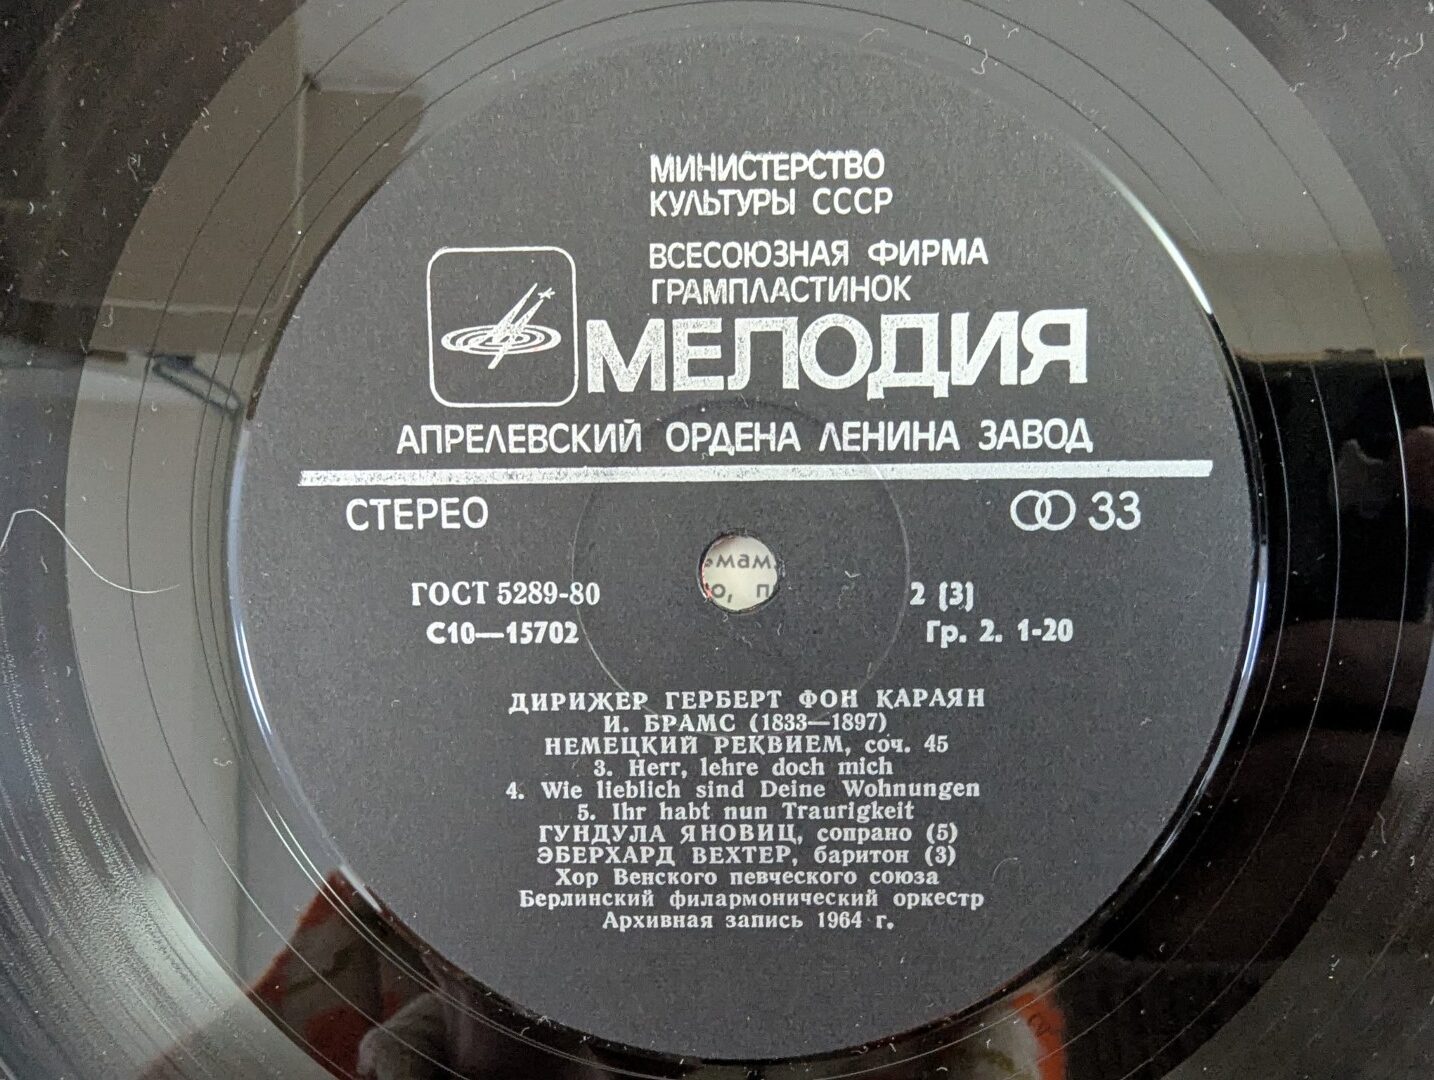 МИНИСТЕРСТВО
КУЛЬТУРЫ СССР
ВСЕСОЮЗНАЯ ФИРМА
ГРАМПЛАСТИНОК
МЕЛОДИЯ
АПРЕЛЕВСКИЙ ОРДЕНА ЛЕНИНА ЗАВОД
СТЕРЕО 33
ГОСТ 5289-80 2 (3)
С10—15702 Гр. 2. 1-20
ДИРИЖЕР ГЕРБЕРТ ФОН КАРАЯН
И. БРАМС (1833—1897)
НЕМЕЦКИЙ РЕКВИЕМ, соч. 45
3. Herr, lehre doch mich
4. Wie lieblich sind Deine Wohnungen
5. Ihr habt nun Traurigkeit
ГУНДУЛА ЯНОВИЦ, сопрано (5)
ЭБЕРХАРД ВЕХТЕР, баритон (3)
Хор Венского певческого союза
Берлинский филармонический оркестр
Архивная запись 1964 г.